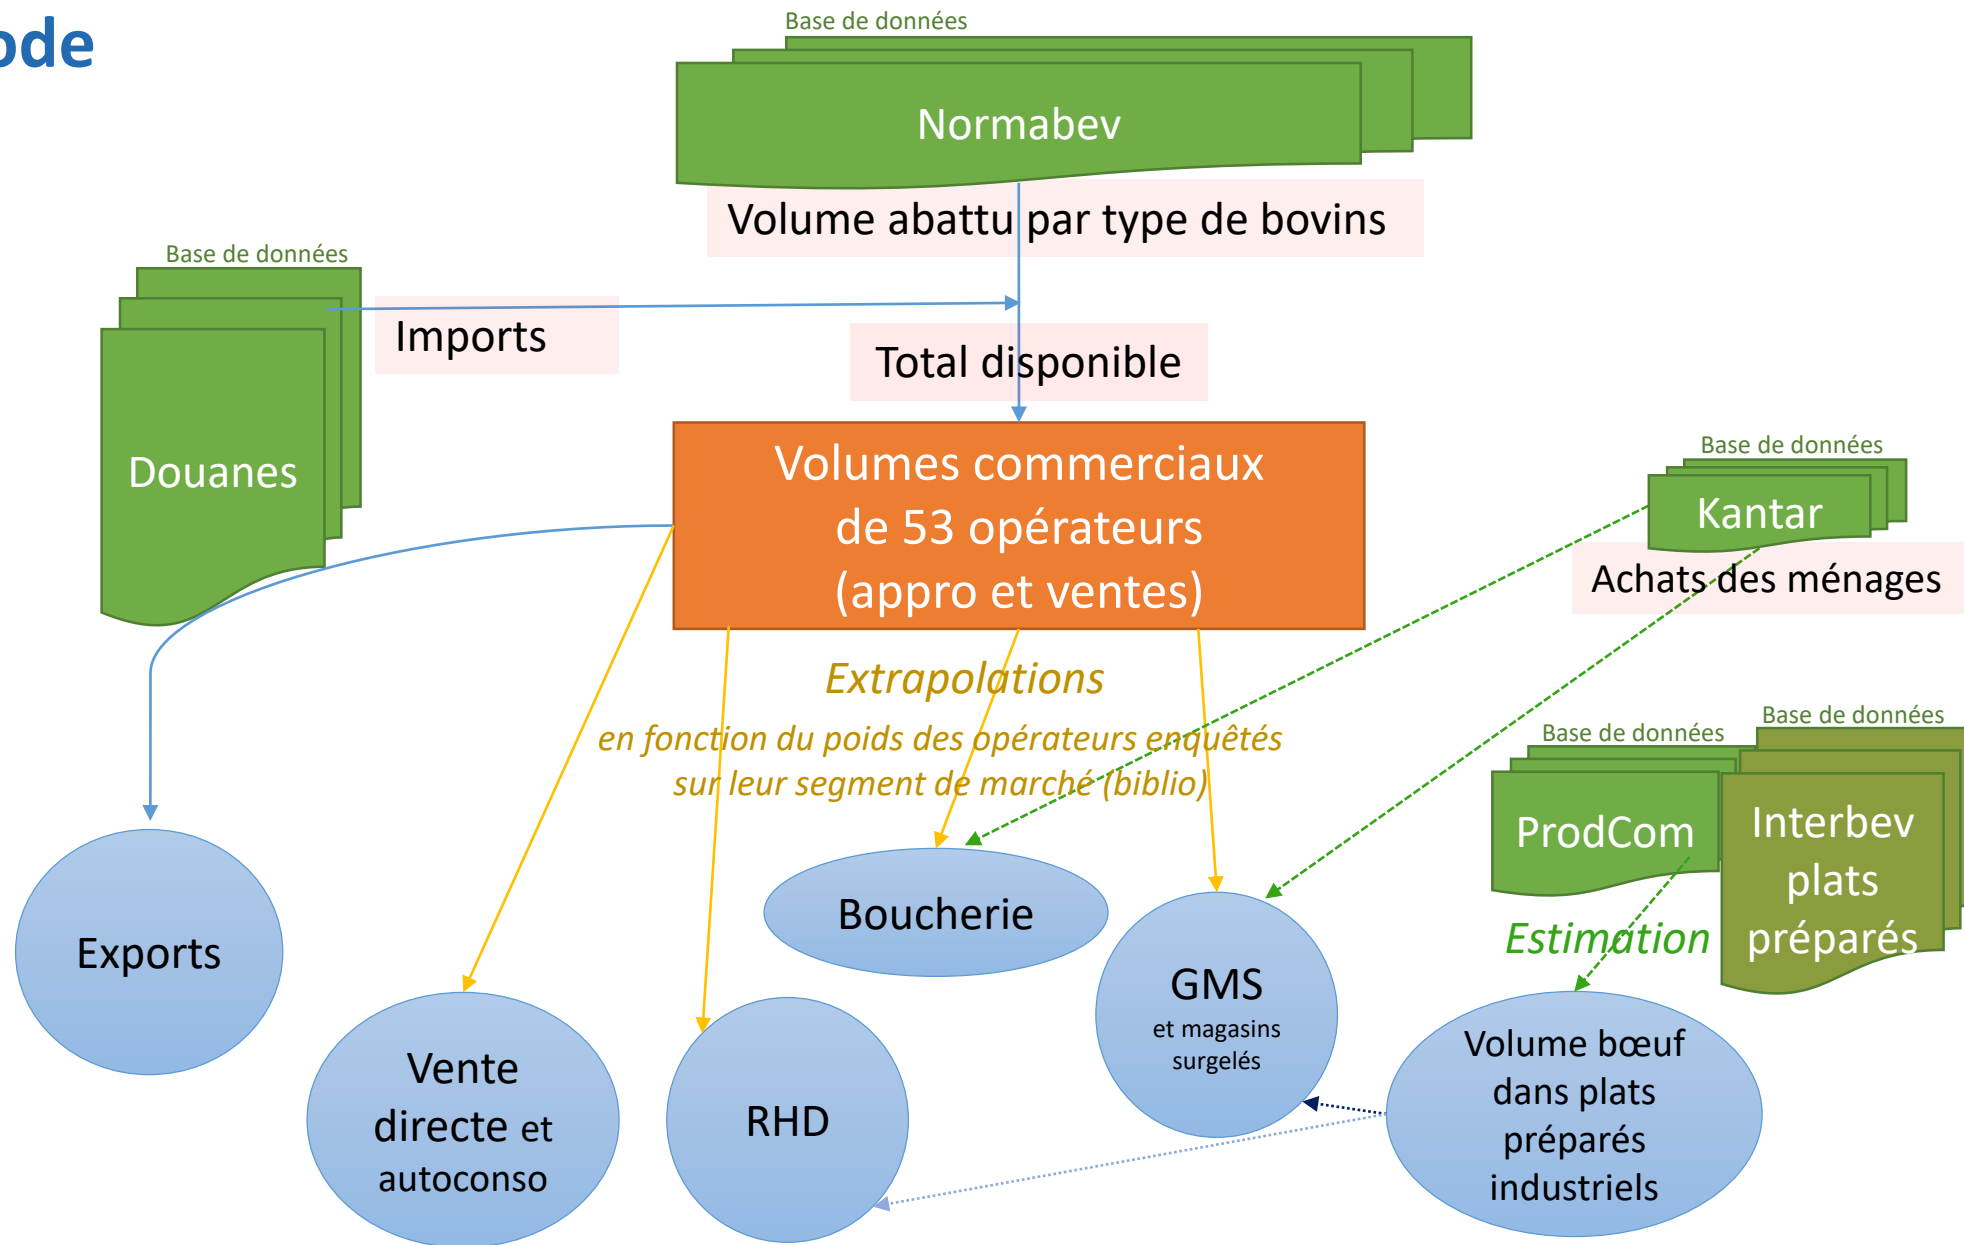 ode
Base de données
Normabev
Volume abattu par type de bovins
Base de données
Imports
Total disponible
Douanes
Volumes commerciaux
de 53 opérateurs
(appro et ventes)
Base de données
Kantar
Achats des ménages
Extrapolations
en fonction du poids des opérateurs enquêtés
sur leur segment de marché (biblio)
Base de données
ProdCom
Base de données
Interbev
plats
préparés
Estimation
Exports
Vente
directe et
autoconso
RHD
Boucherie
GMS
et magasins
surgelés
Volume bœuf
dans plats
préparés
industriels